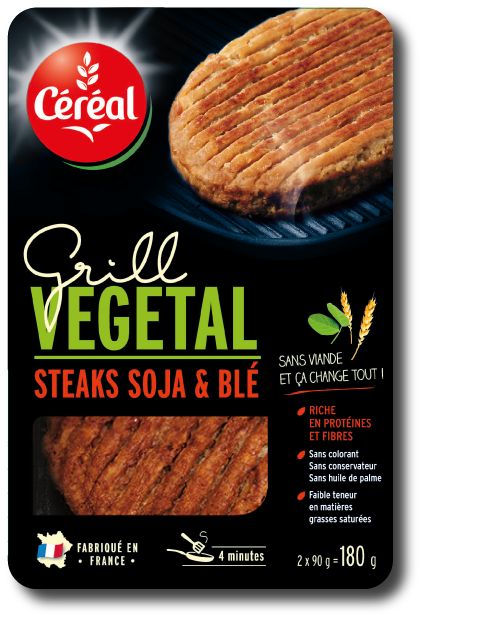 Céréal
Grill
VEGETAL
STEAKS SOJA & BLÉ
SANS VIANDE
ET ÇA CHANGE TOUT !
RICHE
EN PROTÉINES
ET FIBRES
Sans colorant
Sans conservateur
Sans huile de palme
Faible teneur
en matières
grasses saturées
FABRIQUÉ EN
• FRANCE •
4 minutes
2 x 90 g = 180 g